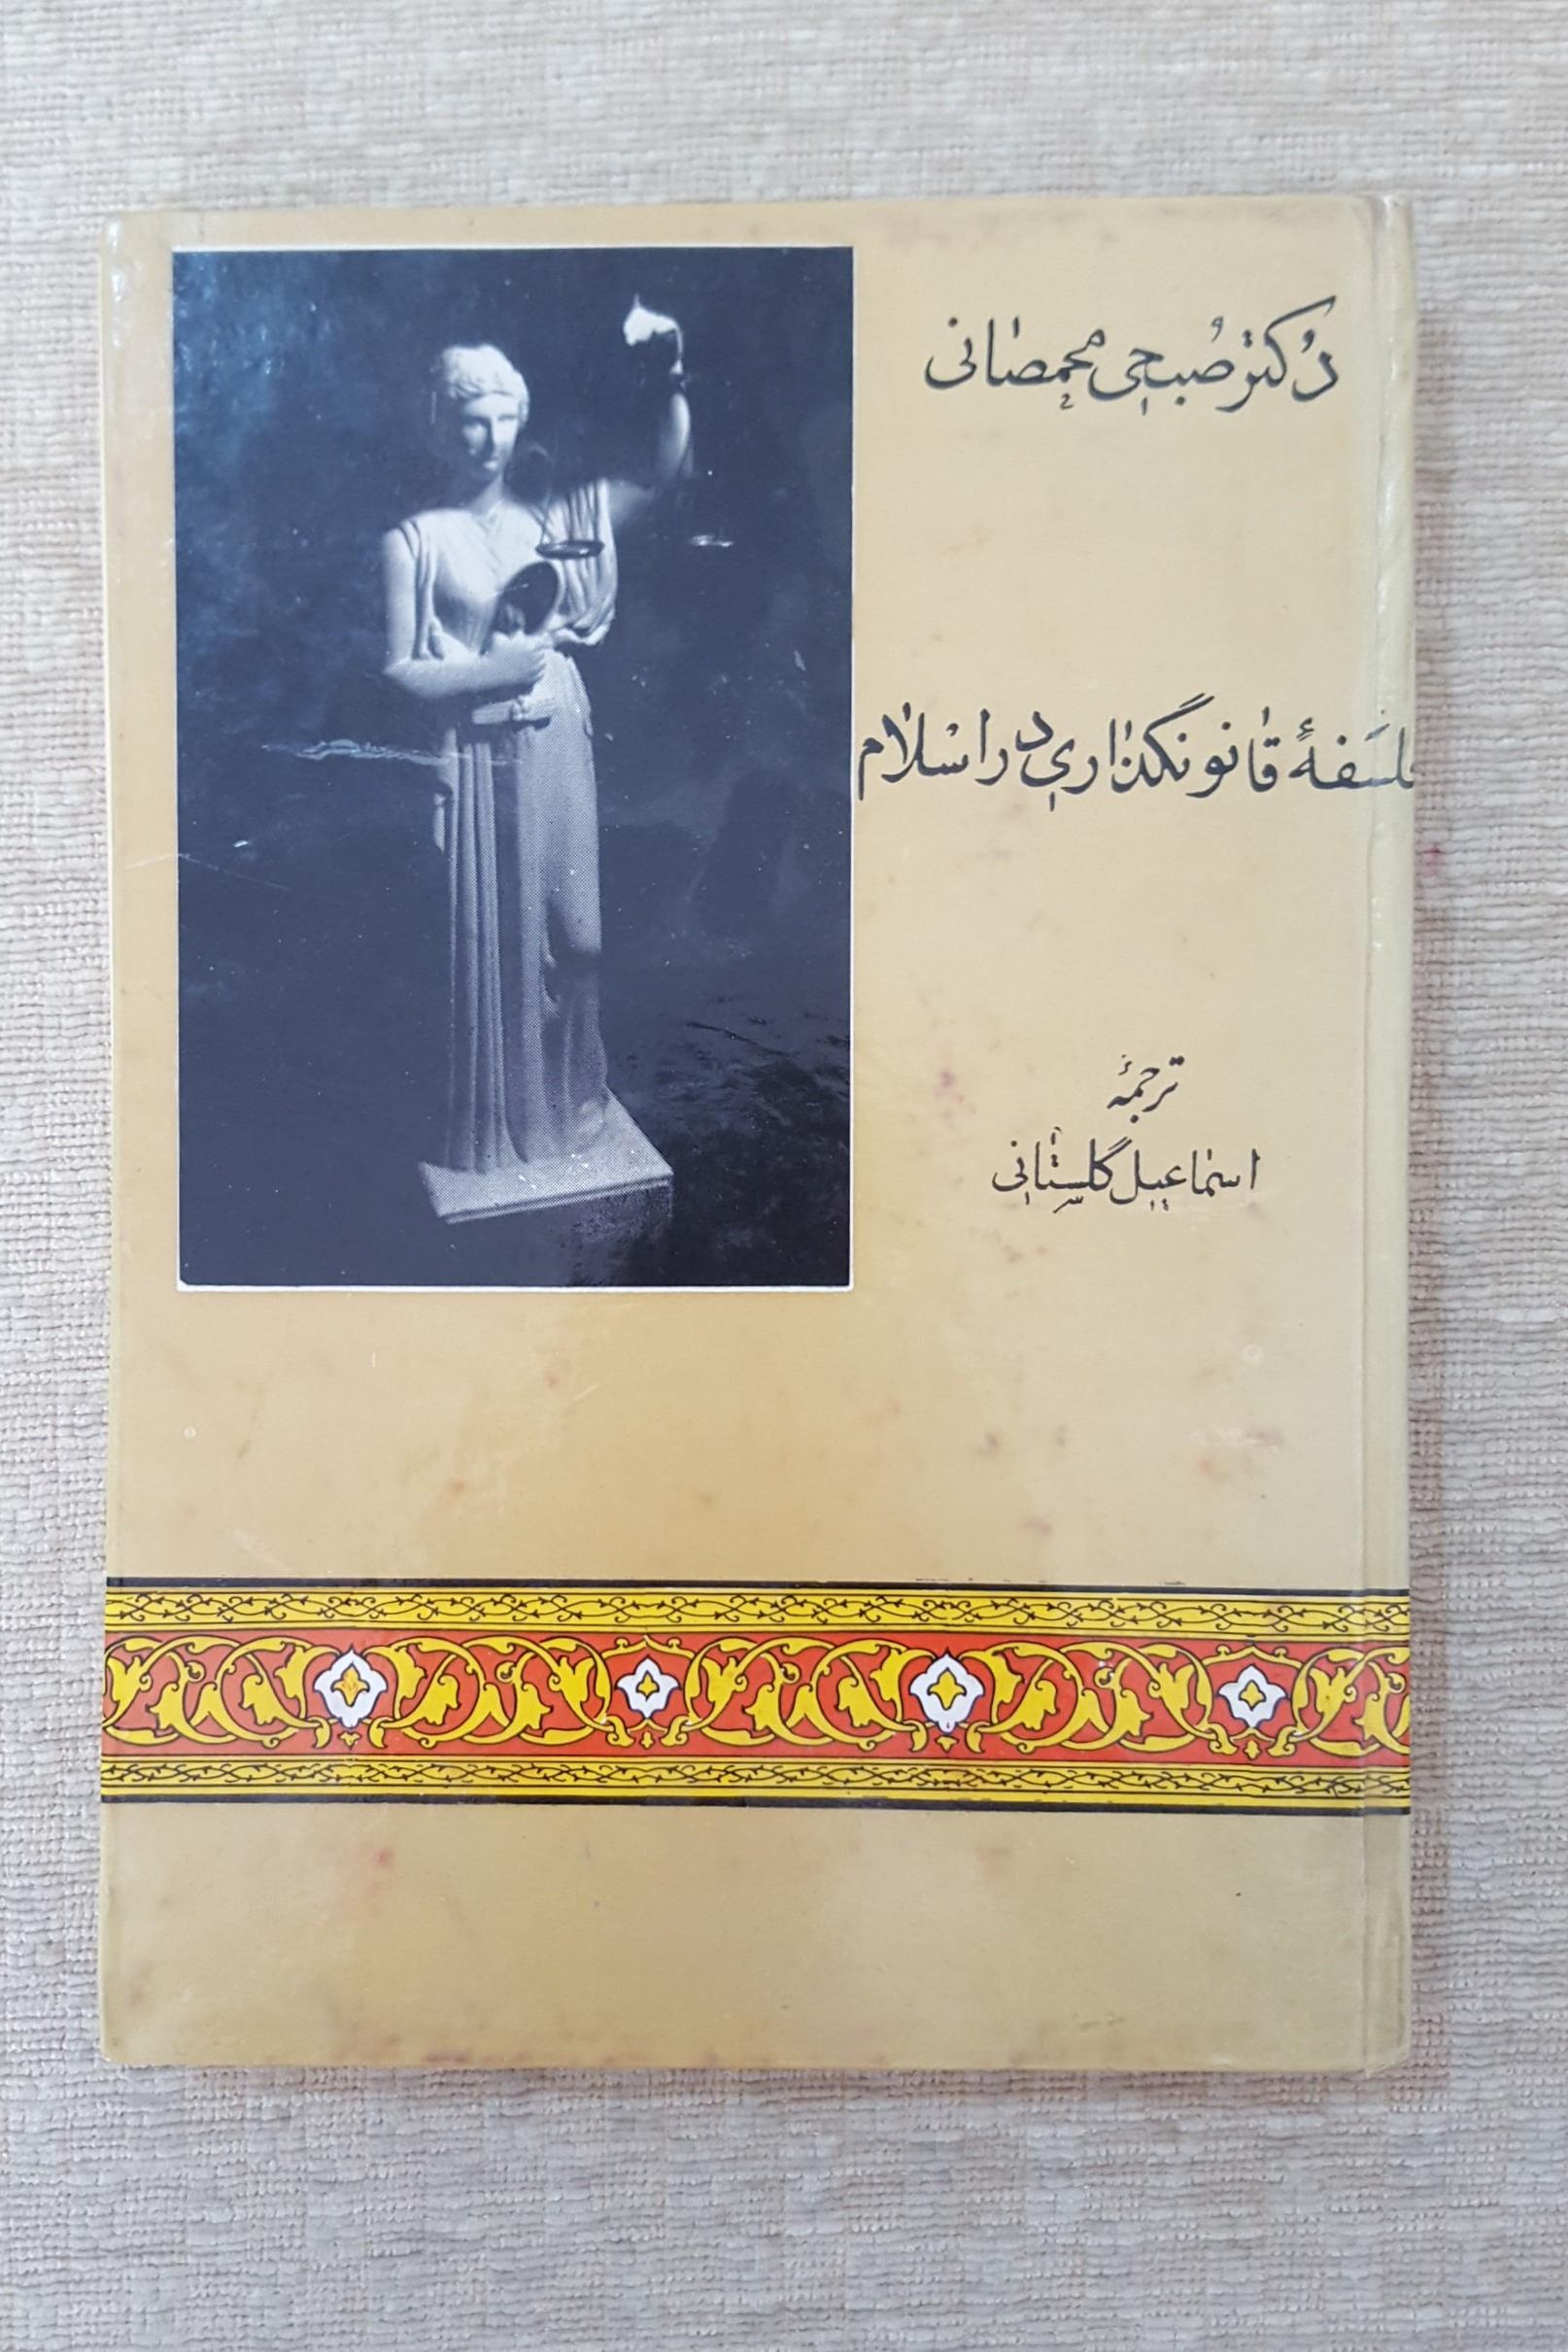 دکتر صبحی محمصانی
فلسفهٔ قانونگذاری در اسلام
ترجمهٔ
اسماعیل گلستانی